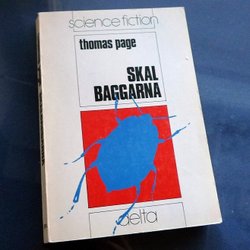 science fiction
thomas page
SKAL
BAGGARNA
delta